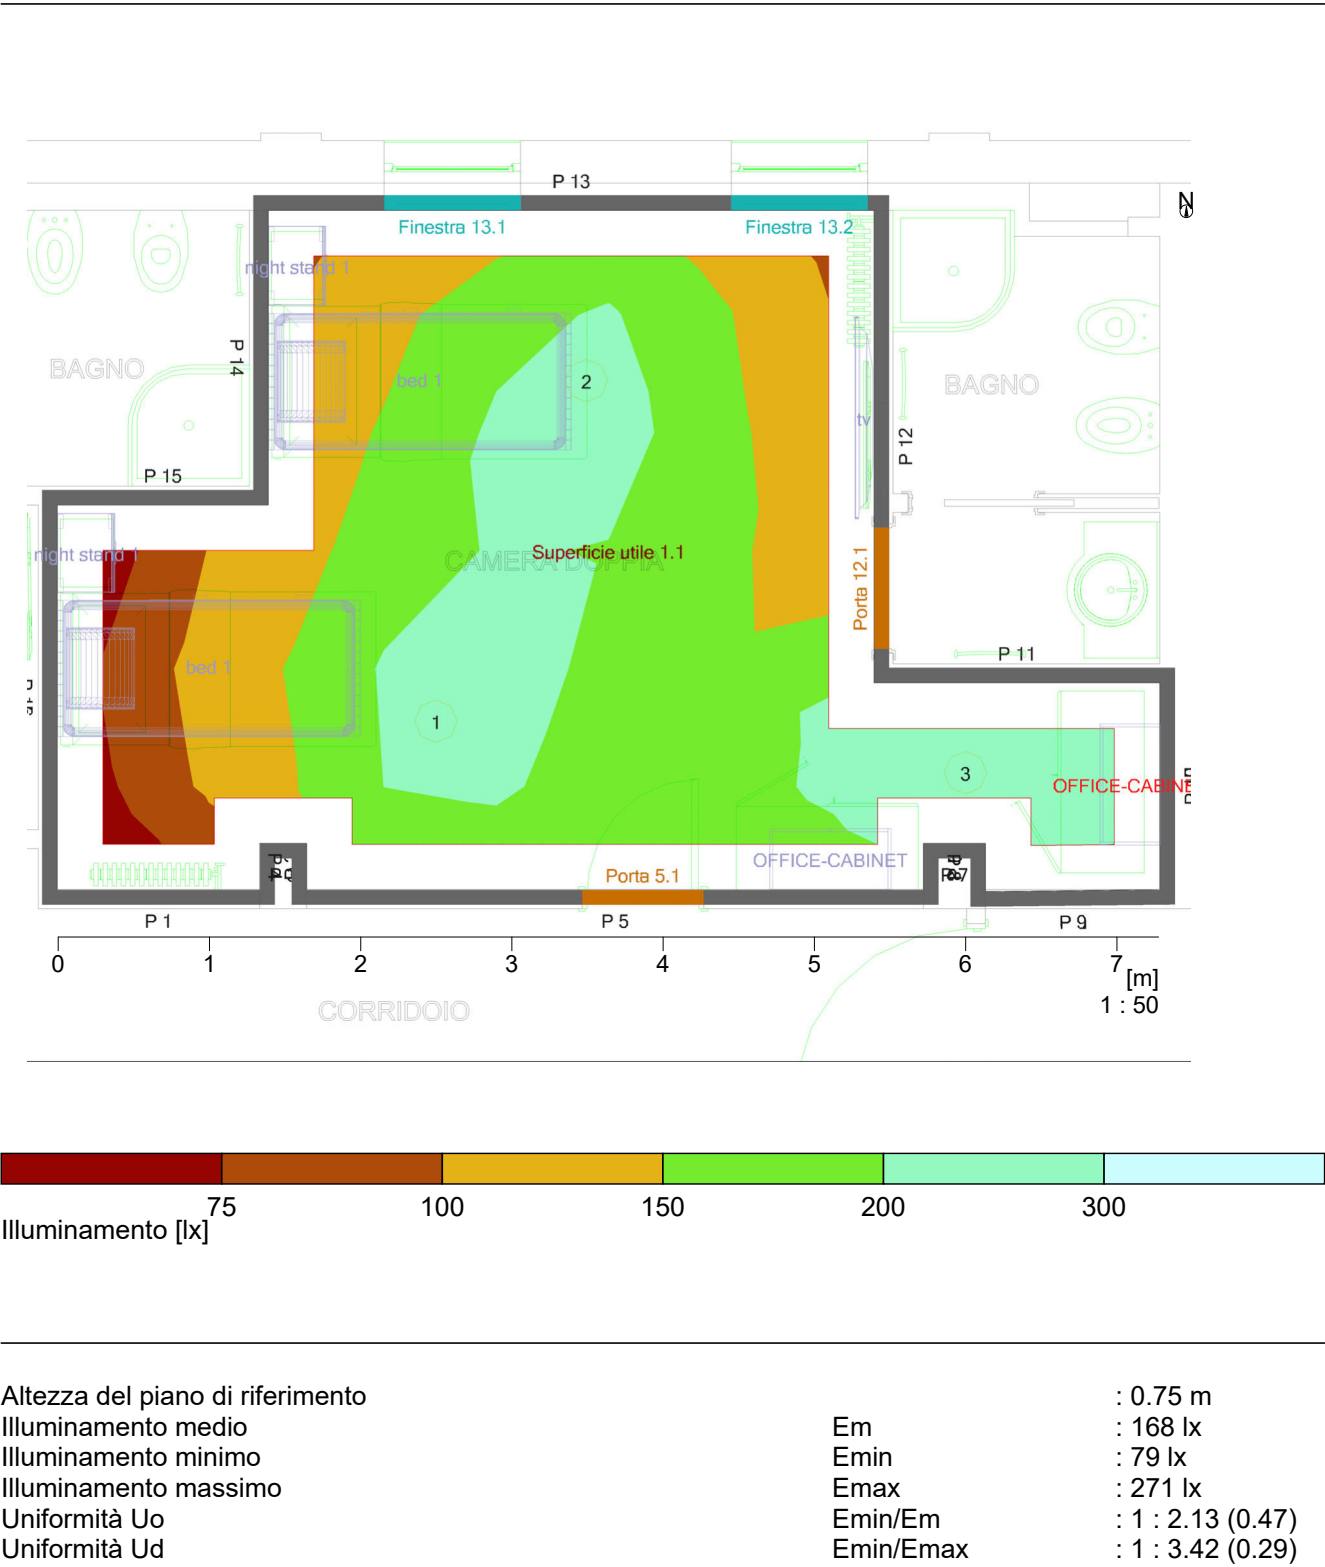 P 13
N
Finestra 13.1
Finestra 13.2
night stand 1
P 14
BAGNO
bed 1
2
BAGNO
tv
P 12
P 15
night stand 1
CAMERA DOPPIA
Superficie utile 1.1
Porta 12.1
P 11
bed 1
1
3
OFFICE-CABINE
OFFICE-CABINET
Porta 5.1
P 1
P 5
P 9
0 1 2 3 4 5 6 7
[m]
1 : 50
CORRIDOIO
75 100 150 200 300
Illuminamento [lx]
Altezza del piano di riferimento : 0.75 m
Illuminamento medio Em : 168 lx
Illuminamento minimo Emin : 79 lx
Illuminamento massimo Emax : 271 lx
Uniformità Uo Emin/Em : 1 : 2.13 (0.47)
Uniformità Ud Emin/Emax : 1 : 3.42 (0.29)